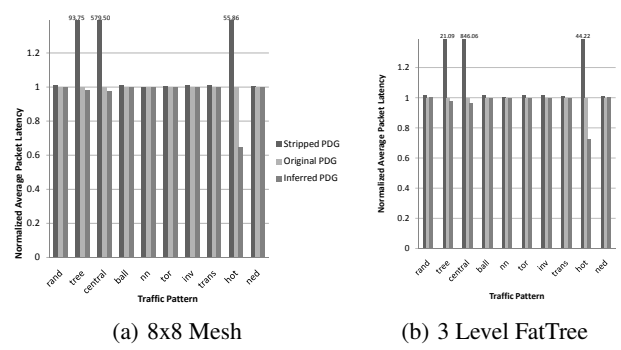 93.75 579.50 55.86
1.2
1
0.8
0.6
0.4
0.2
0
Normalized Average Packet Latency
rand tree central ball nn tor inv trans hot ned
Traffic Pattern
Stripped PDG
Original PDG
Inferred PDG
(a) 8x8 Mesh
21.09 846.06 44.22
1.2
1
0.8
0.6
0.4
0.2
0
Normalized Average Packet Latency
rand tree central ball nn tor inv trans hot ned
Traffic Pattern
(b) 3 Level FatTree